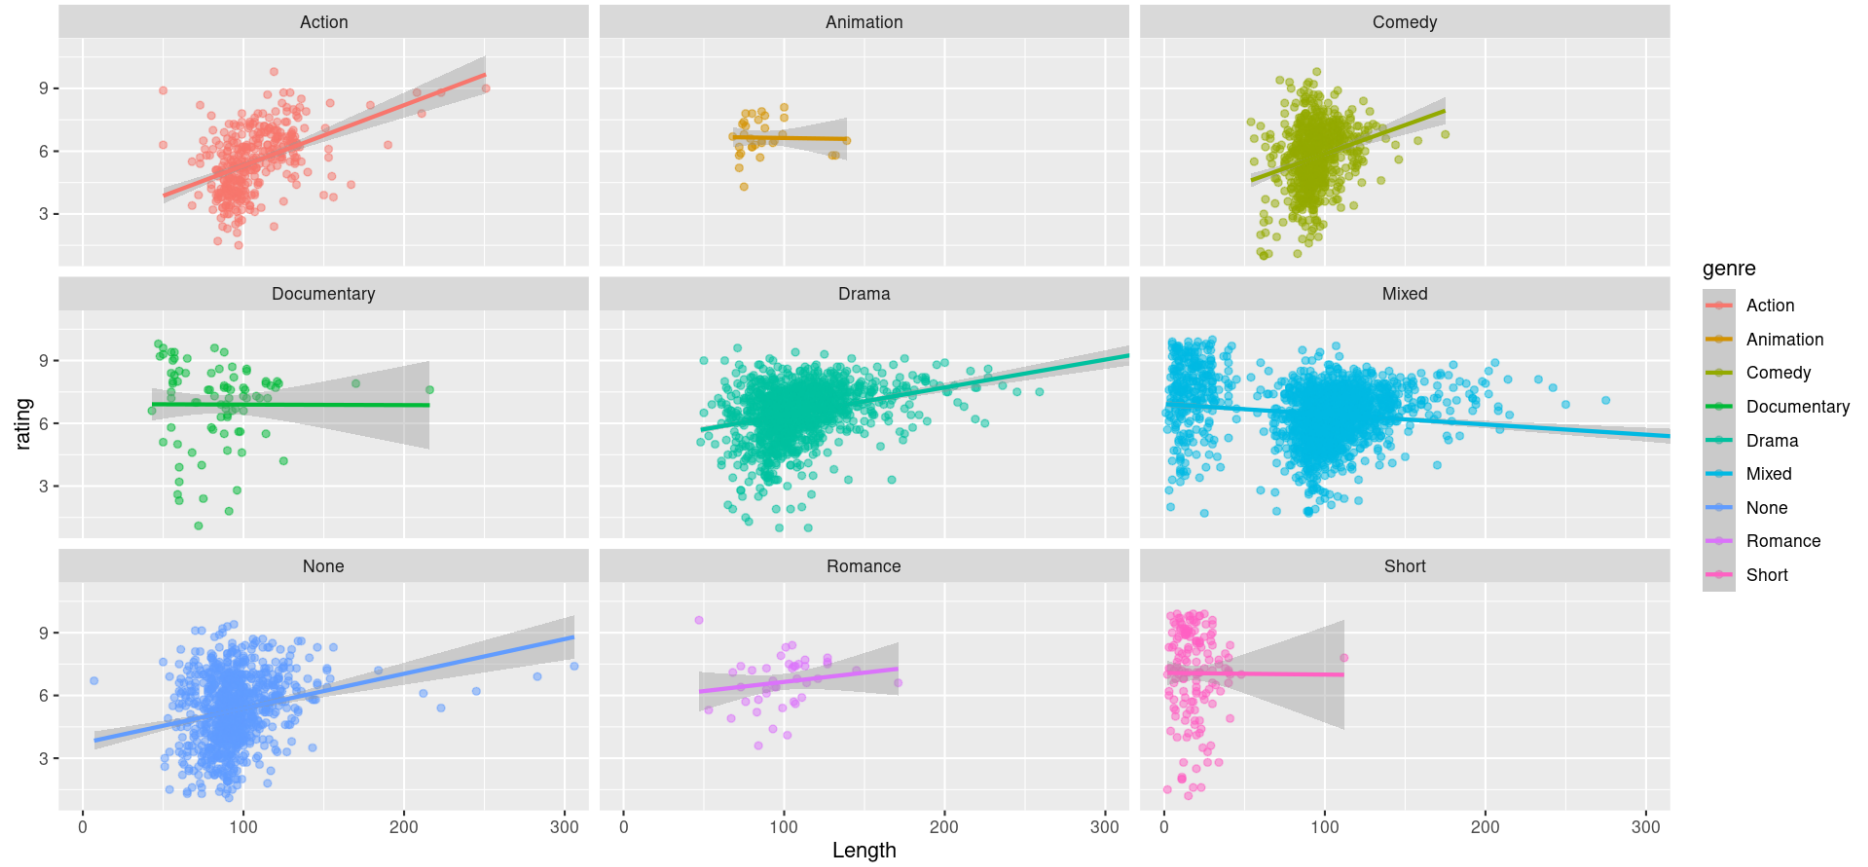 Action Animation Comedy
9
6
3
Documentary Drama Mixed
9
6
3
None Romance Short
9
6
3
0 100 200 300 0 100 200 300 0 100 200 300
Length
rating
genre
Action
Animation
Comedy
Documentary
Drama
Mixed
None
Romance
Short